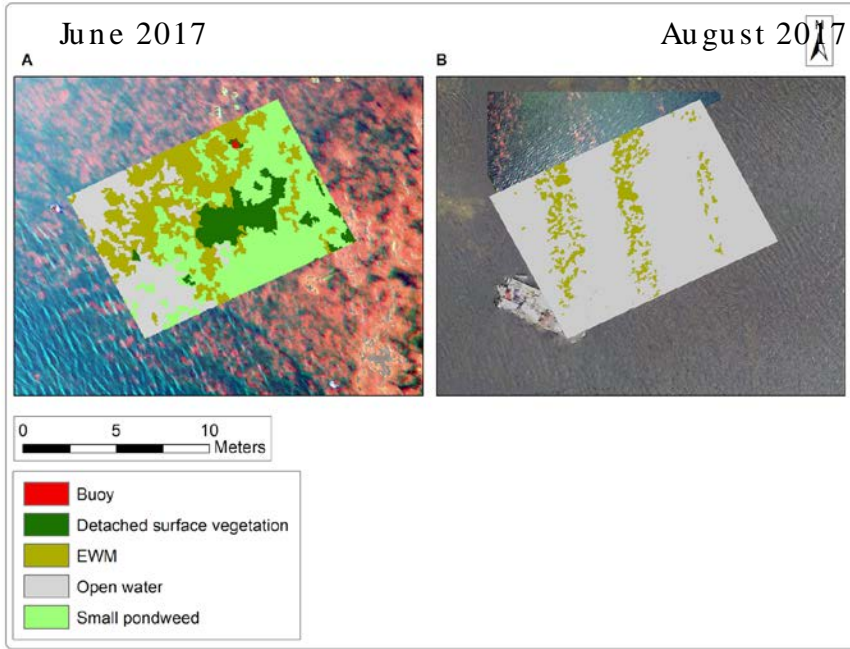 June 2017
August 2017
A
B
0 5 10
Meters
Buoy
Detached surface vegetation
EWM
Open water
Small pondweed